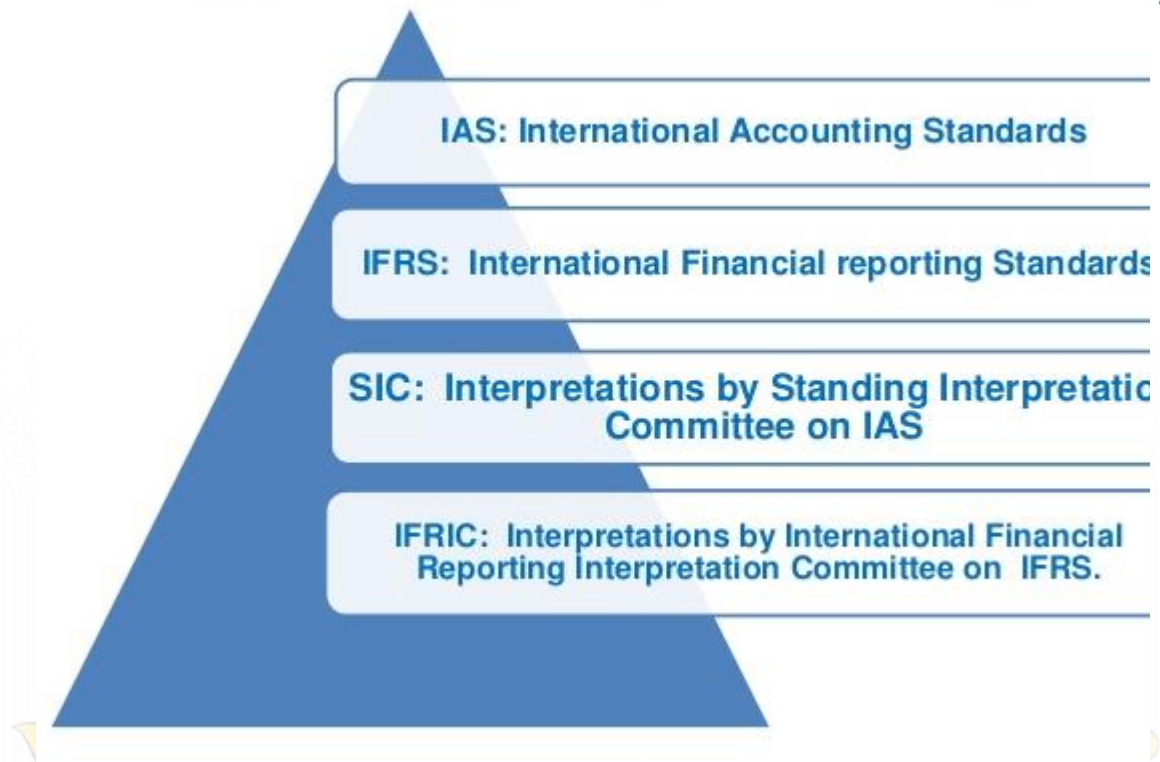 IAS: International Accounting Standards
IFRS:  International Financial reporting Standards
SIC:  Interpretations by Standing Interpretatio
Committee on IAS
IFRIC:  Interpretations by International Financial
Reporting Interpretation Committee on  IFRS.